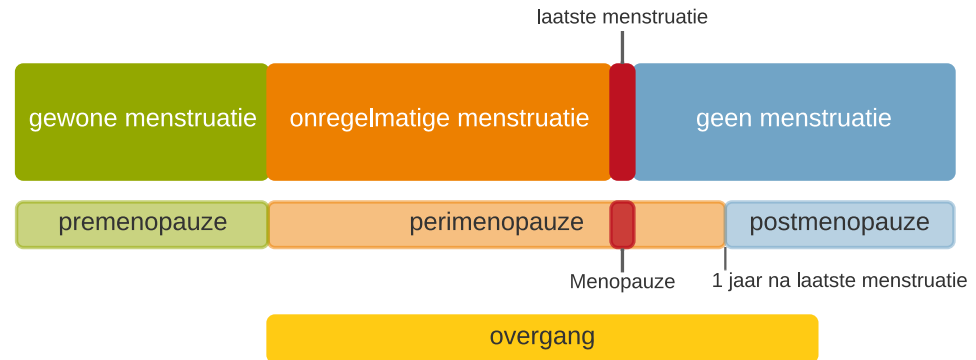 laatste menstruatie
gewone menstruatie
onregelmatige menstruatie
geen menstruatie
premenopauze
perimenopauze
postmenopauze
Menopauze
1 jaar na laatste menstruatie
overgang